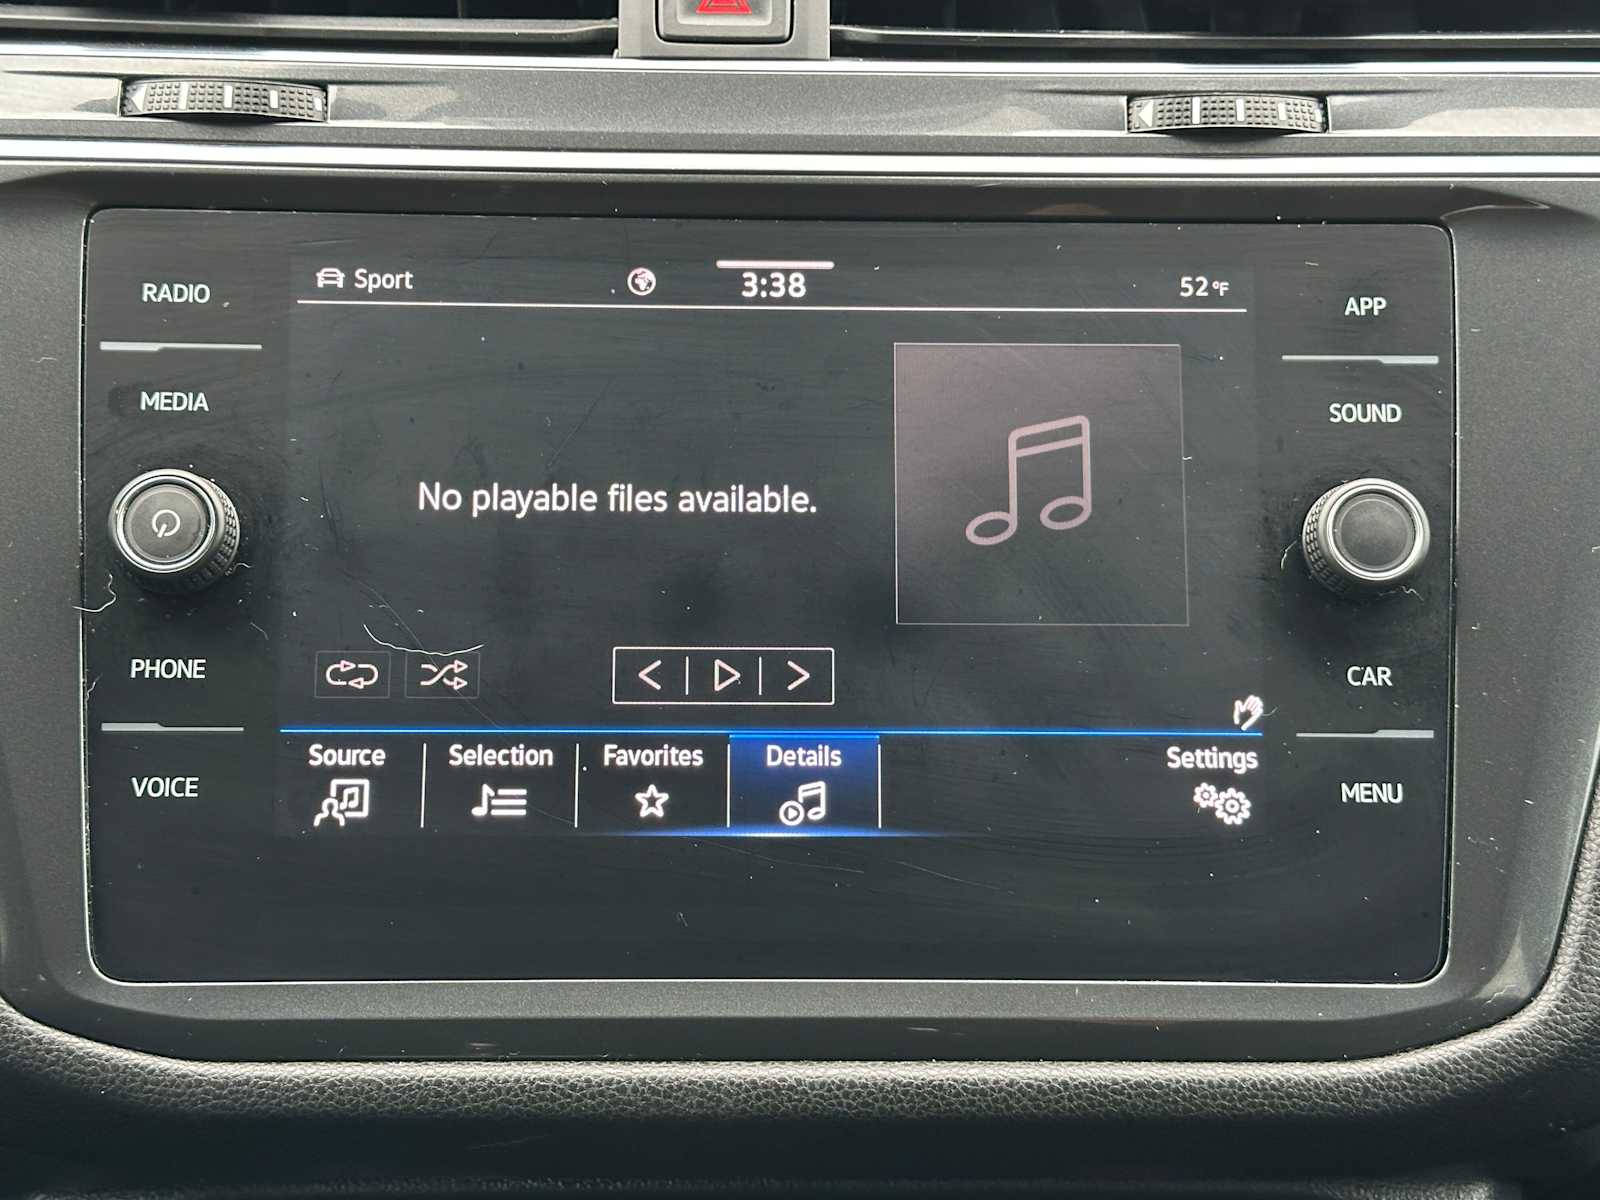 Sport
3:38
52°F
RADIO
MEDIA
PHONE
VOICE
No playable files available.
APP
SOUND
CAR
MENU
Source
Selection
Favorites
Details
Settings